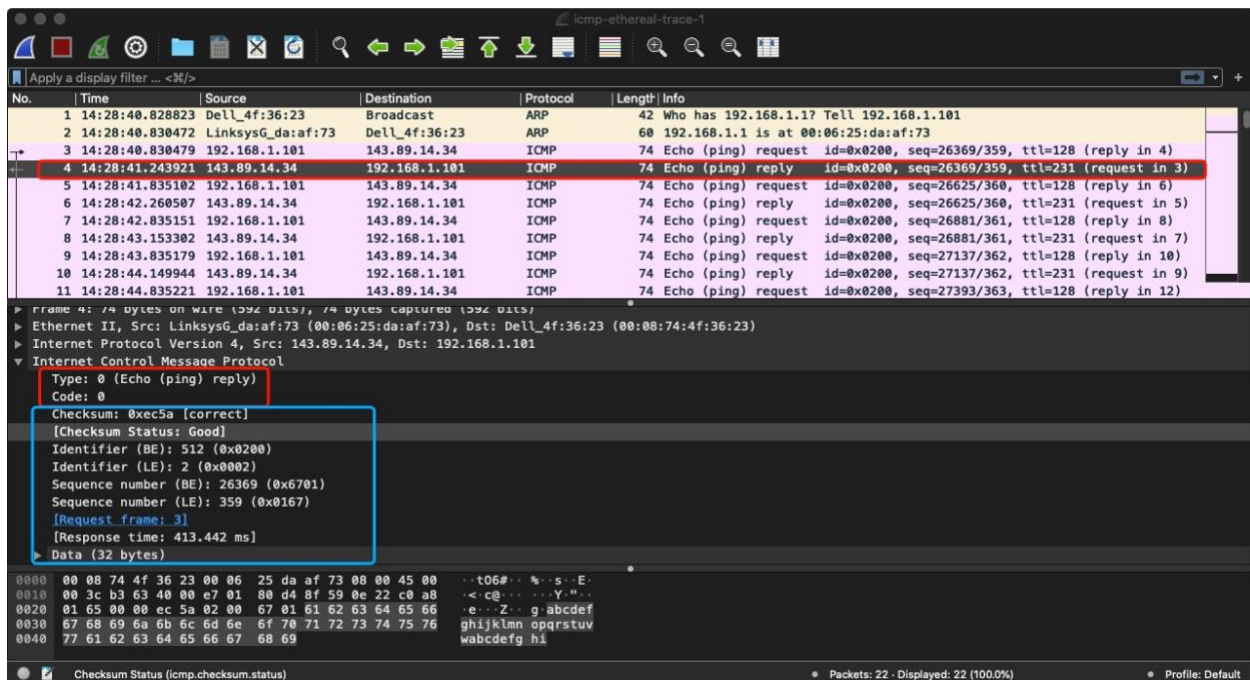 icmp-ethereal-trace-1
Apply a display filter ... <⌘/>
No. Time Source Destination Protocol Length Info
1 14:28:40.828823 Dell_4f:36:23 Broadcast ARP 42 Who has 192.168.1.1? Tell 192.168.1.101
2 14:28:40.830472 LinksysG_da:af:73 Dell_4f:36:23 ARP 60 192.168.1.1 is at 00:06:25:da:af:73
3 14:28:40.830479 192.168.1.101 143.89.14.34 ICMP 74 Echo (ping) request id=0x0200, seq=26369/359, ttl=128 (reply in 4)
4 14:28:41.243921 143.89.14.34 192.168.1.101 ICMP 74 Echo (ping) reply id=0x0200, seq=26369/359, ttl=231 (request in 3)
5 14:28:41.835102 192.168.1.101 143.89.14.34 ICMP 74 Echo (ping) request id=0x0200, seq=26625/360, ttl=128 (reply in 6)
6 14:28:42.260507 143.89.14.34 192.168.1.101 ICMP 74 Echo (ping) reply id=0x0200, seq=26625/360, ttl=231 (request in 5)
7 14:28:42.835151 192.168.1.101 143.89.14.34 ICMP 74 Echo (ping) request id=0x0200, seq=26881/361, ttl=128 (reply in 8)
8 14:28:43.153302 143.89.14.34 192.168.1.101 ICMP 74 Echo (ping) reply id=0x0200, seq=26881/361, ttl=231 (request in 7)
9 14:28:43.835179 192.168.1.101 143.89.14.34 ICMP 74 Echo (ping) request id=0x0200, seq=27137/362, ttl=128 (reply in 10)
10 14:28:44.149944 143.89.14.34 192.168.1.101 ICMP 74 Echo (ping) reply id=0x0200, seq=27137/362, ttl=231 (request in 9)
11 14:28:44.835221 192.168.1.101 143.89.14.34 ICMP 74 Echo (ping) request id=0x0200, seq=27393/363, ttl=128 (reply in 12)
Frame 4: 74 bytes on wire (592 bits), 74 bytes captured (592 bits)
Ethernet II, Src: LinksysG_da:af:73 (00:06:25:da:af:73), Dst: Dell_4f:36:23 (00:08:74:4f:36:23)
Internet Protocol Version 4, Src: 143.89.14.34, Dst: 192.168.1.101
Internet Control Message Protocol
Type: 0 (Echo (ping) reply)
Code: 0
Checksum: 0xec5a [correct]
[Checksum Status: Good]
Identifier (BE): 512 (0x0200)
Identifier (LE): 2 (0x0002)
Sequence number (BE): 26369 (0x6701)
Sequence number (LE): 359 (0x0167)
[Request frame: 3]
[Response time: 413.442 ms]
Data (32 bytes)
0000 00 08 74 4f 36 23 00 06 25 da af 73 08 00 45 00 ··tO6#·· %··s··E·
0010 00 3c b3 63 40 00 e7 01 80 d4 8f 59 0e 22 c0 a8 ·<·c@··· ···Y·"··
0020 01 65 00 00 ec 5a 02 00 67 01 61 62 63 64 65 66 ·e···Z·· g·abcdef
0030 67 68 69 6a 6b 6c 6d 6e 6f 70 71 72 73 74 75 76 ghijklmn opqrstuv
0040 77 61 62 63 64 65 66 67 68 69 wabcdefg hi
Checksum Status (icmp.checksum.status) Packets: 22 · Displayed: 22 (100.0%) Profile: Default